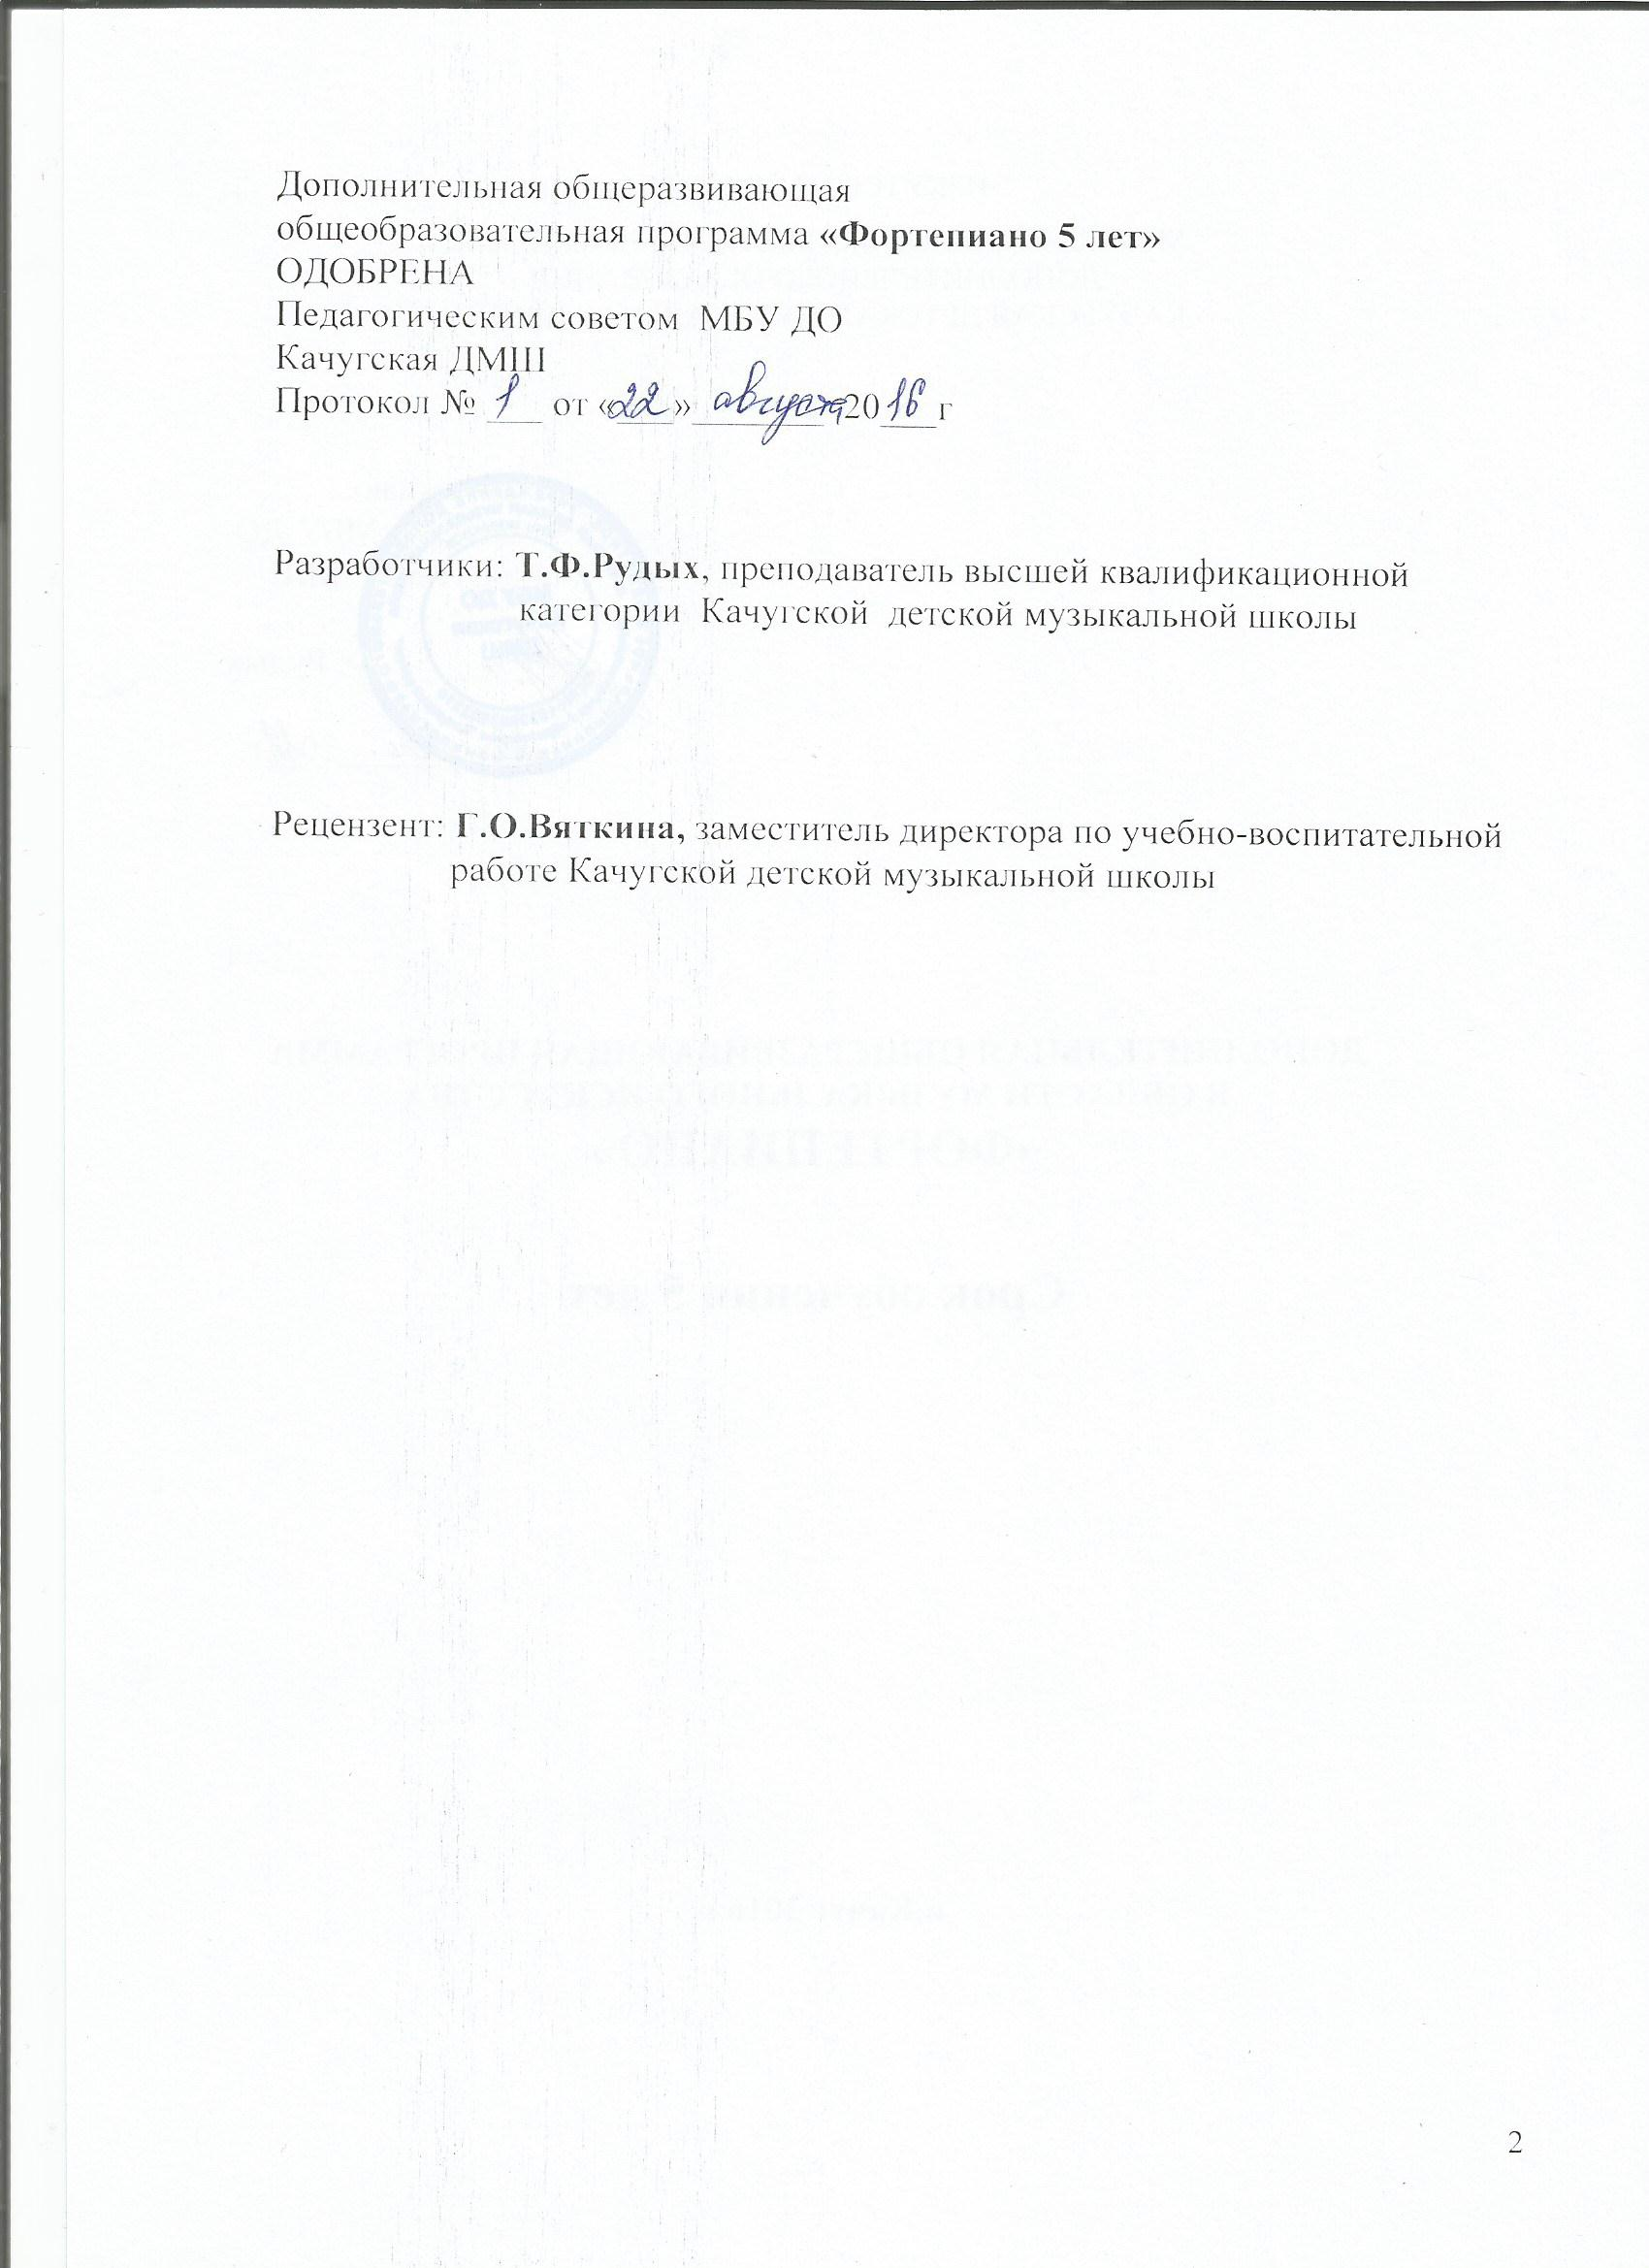 Дополнительная общеразвивающая
общеобразовательная программа «Фортепиано 5 лет»
ОДОБРЕНА
Педагогическим советом МБУ ДО
Качугская ДМШ
Протокол № 1 от «22» августа 2016 г
Разработчики: Т.Ф.Рудых, преподаватель высшей квалификационной
категории Качугской детской музыкальной школы
Рецензент: Г.О.Вяткина, заместитель директора по учебно-воспитательной
работе Качугской детской музыкальной школы
2